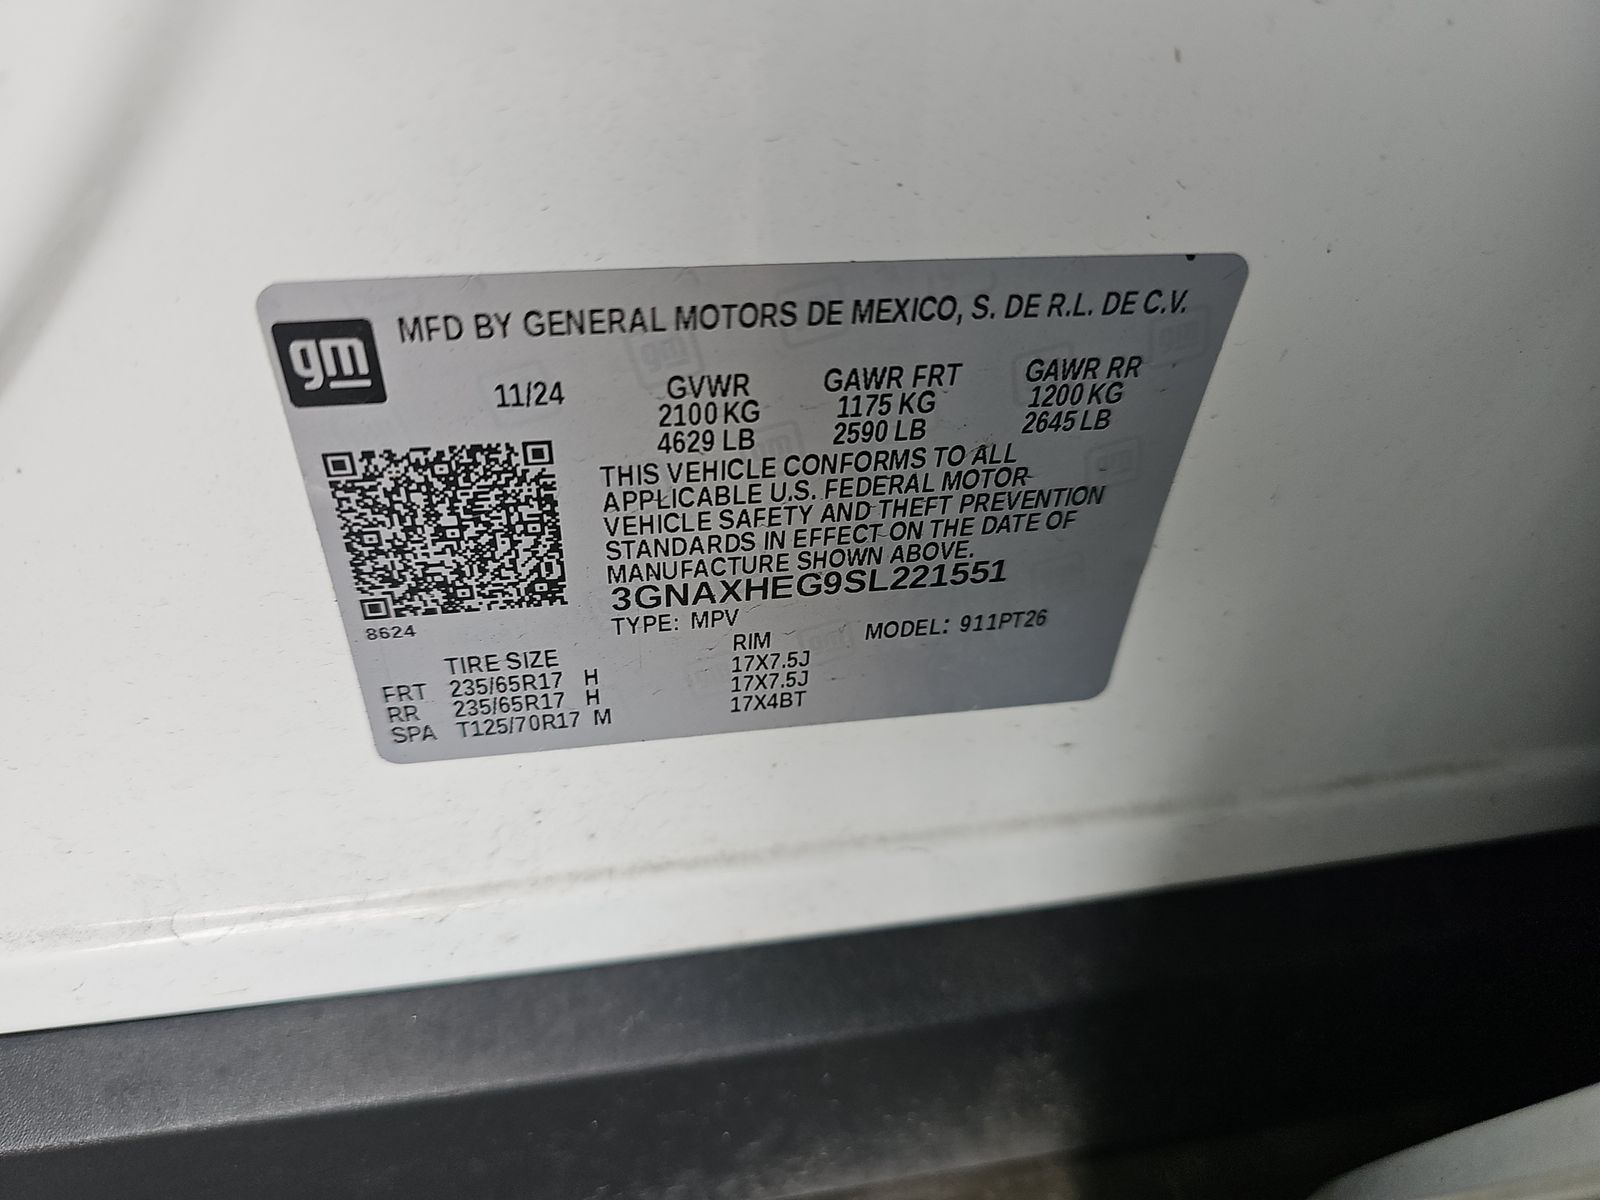 gm
MFD BY GENERAL MOTORS DE MEXICO, S. DE R.L. DE C.V.
11/24 GVWR GAWR FRT GAWR RR
2100 KG 1175 KG 1200 KG
4629 LB 2590 LB 2645 LB
THIS VEHICLE CONFORMS TO ALL
APPLICABLE U.S. FEDERAL MOTOR
VEHICLE SAFETY AND THEFT PREVENTION
STANDARDS IN EFFECT ON THE DATE OF
MANUFACTURE SHOWN ABOVE.
3GNAXHEG9SL221551
TYPE: MPV MODEL: 911PT26
8624
TIRE SIZE RIM
FRT 235/65R17 H 17X7.5J
RR 235/65R17 H 17X7.5J
SPA T125/70R17 M 17X4BT